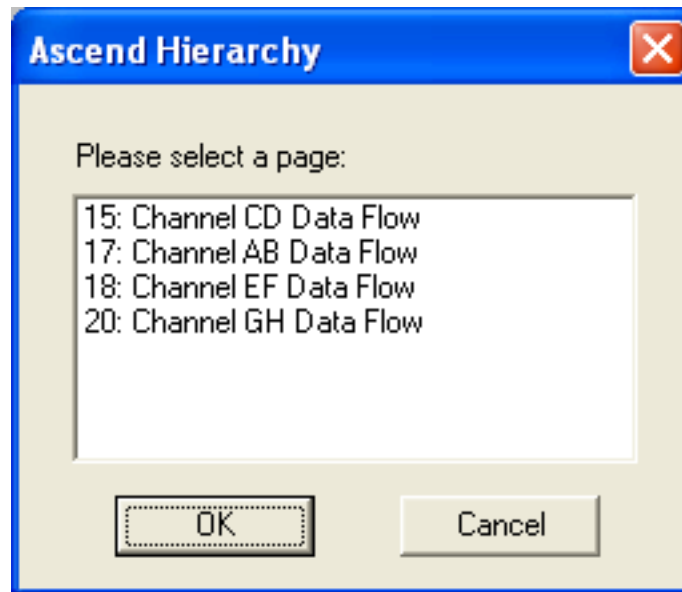 Ascend Hierarchy
Please select a page:
15: Channel CD Data Flow
17: Channel AB Data Flow
18: Channel EF Data Flow
20: Channel GH Data Flow
OK
Cancel